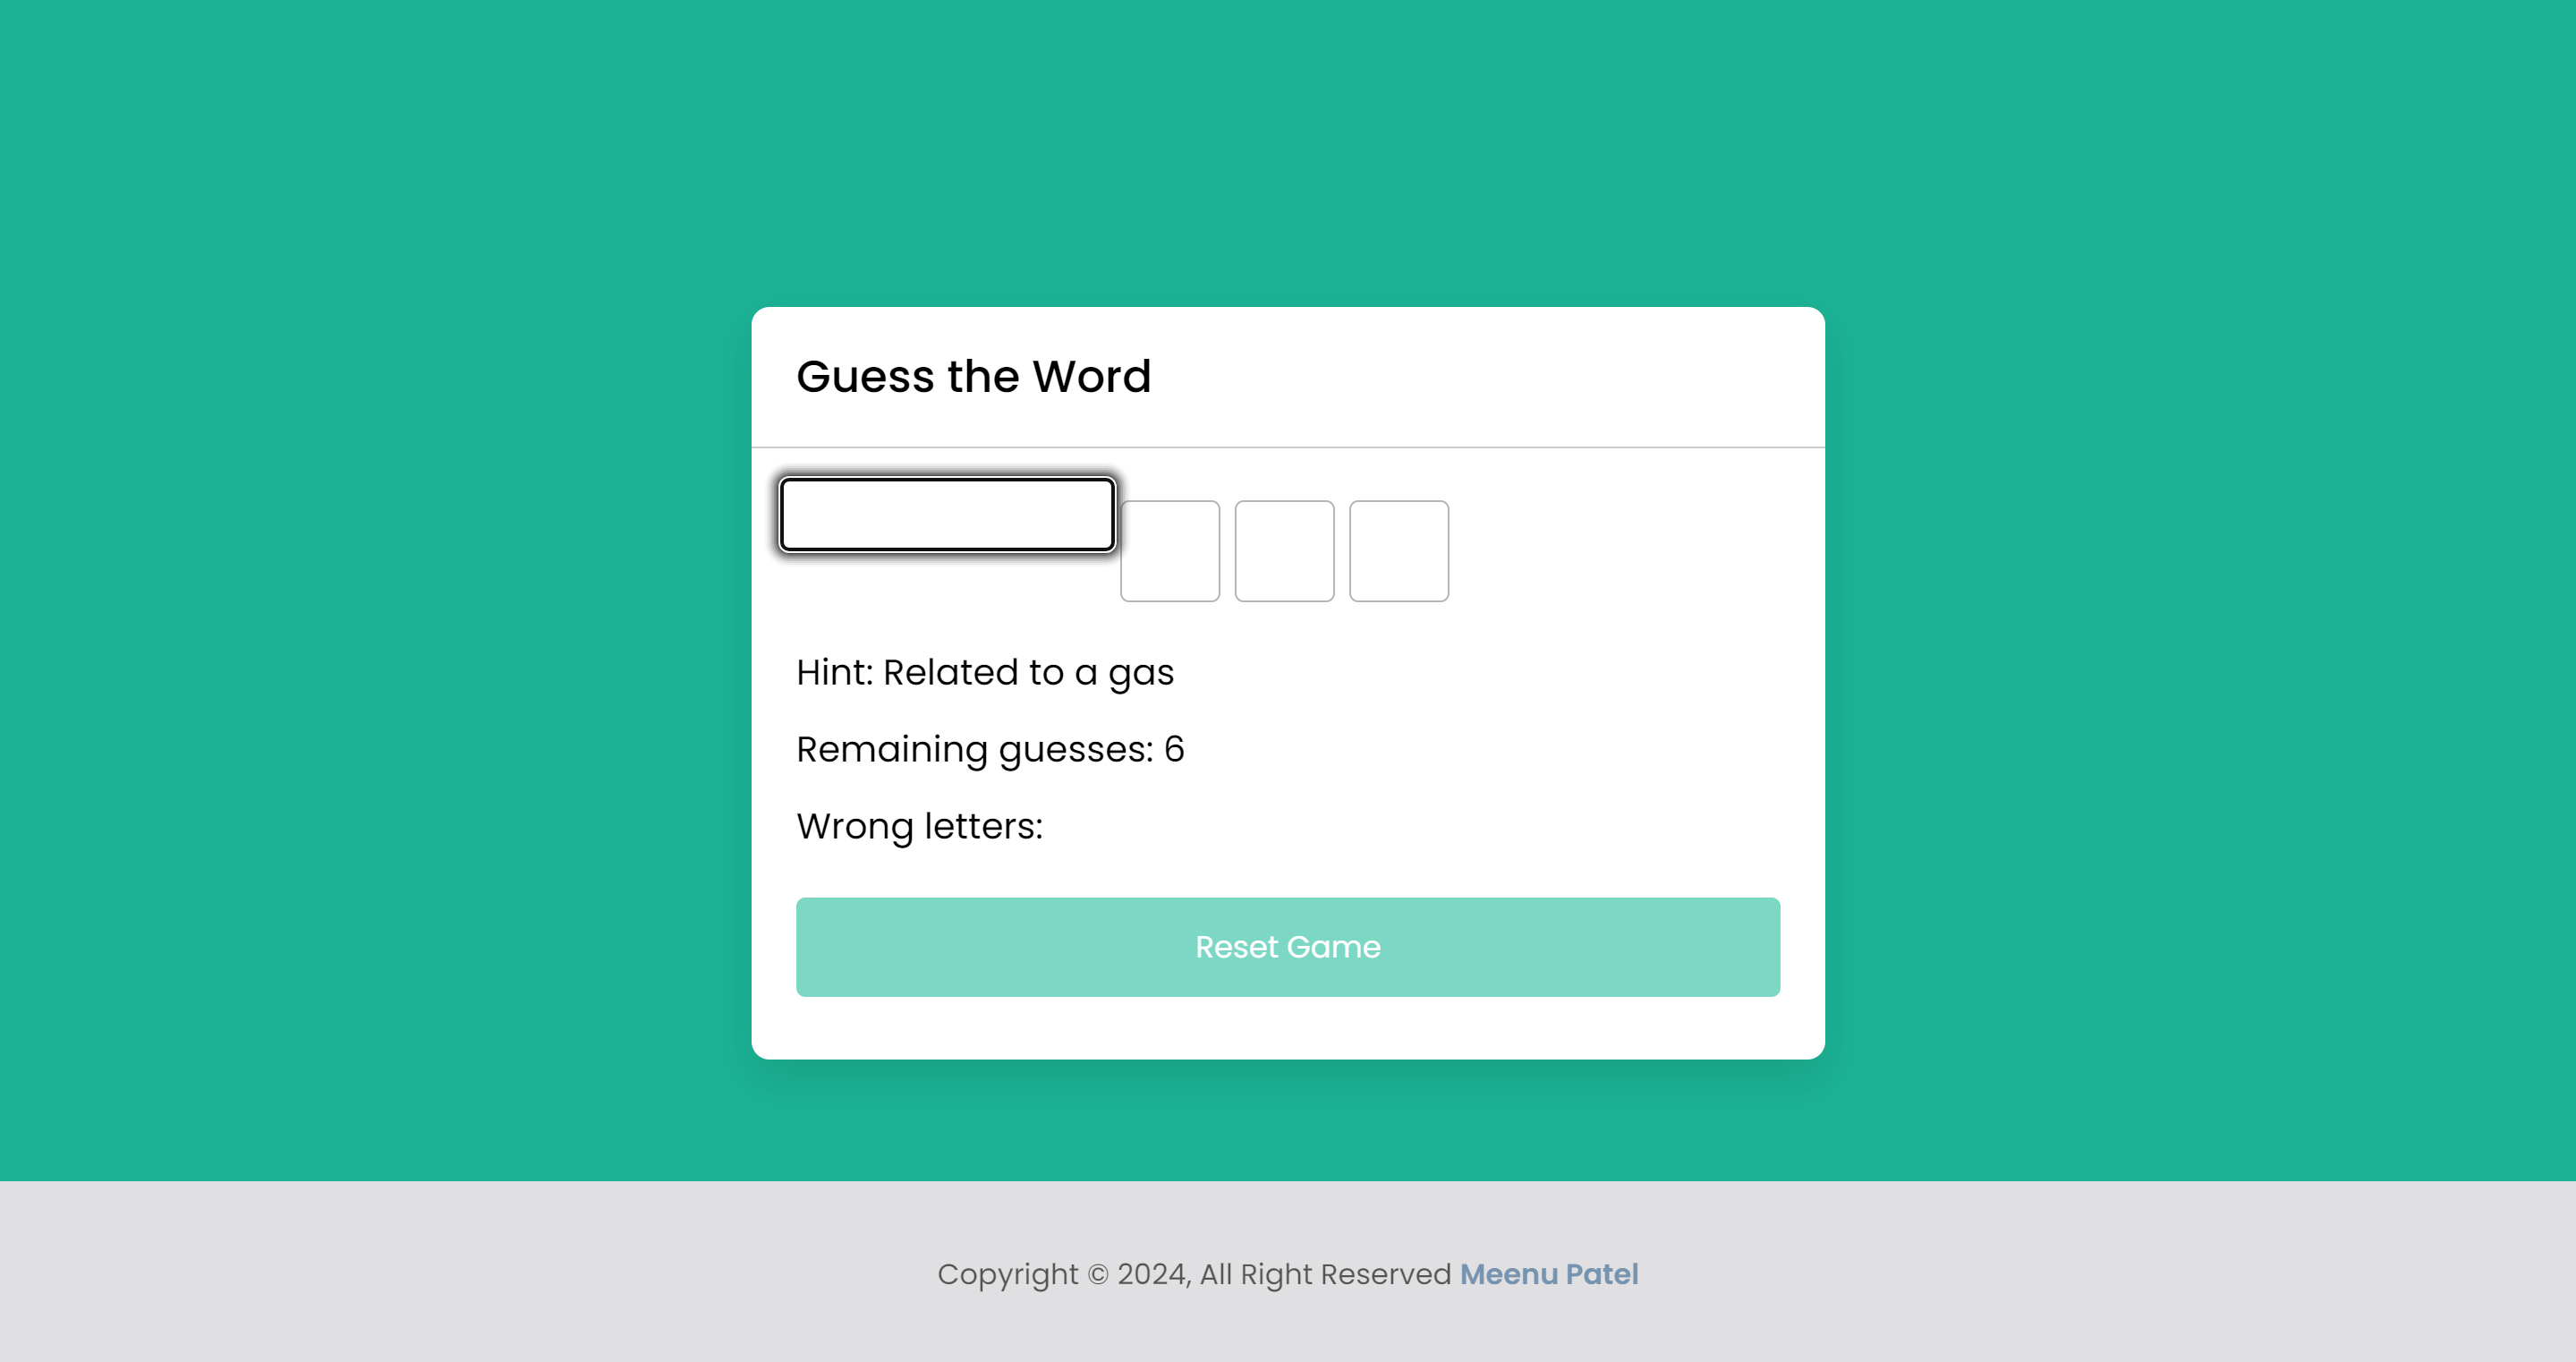 Guess the Word
Hint: Related to a gas
Remaining guesses: 6
Wrong letters:
Reset Game
Copyright © 2024, All Right Reserved Meenu Patel